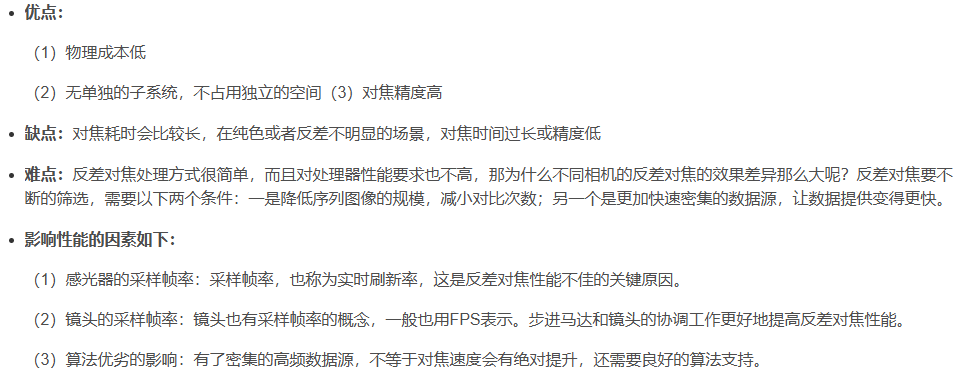 • 优点：
（1）物理成本低
（2）无单独的子系统，不占用独立的空间（3）对焦精度高
• 缺点：对焦耗时会比较长，在纯色或者反差不明显的场景，对焦时间过长或精度低
• 难点：反差对焦处理方式很简单，而且对处理器性能要求也不高，那为什么不同相机的反差对焦的效果差异那么大呢？反差对焦要不
断的筛选，需要以下两个条件：一是降低序列图像的规模，减小对比次数；另一个是更加快速密集的数据源，让数据提供变得更快。
• 影响性能的因素如下：
（1）感光器的采样帧率：采样帧率，也称为实时刷新率，这是反差对焦性能不佳的关键原因。
（2）镜头的采样帧率：镜头也有采样帧率的概念，一般也用FPS表示。步进马达和镜头的协调工作更好地提高反差对焦性能。
（3）算法优劣的影响：有了密集的高频数据源，不等于对焦速度会有绝对提升，还需要良好的算法支持。